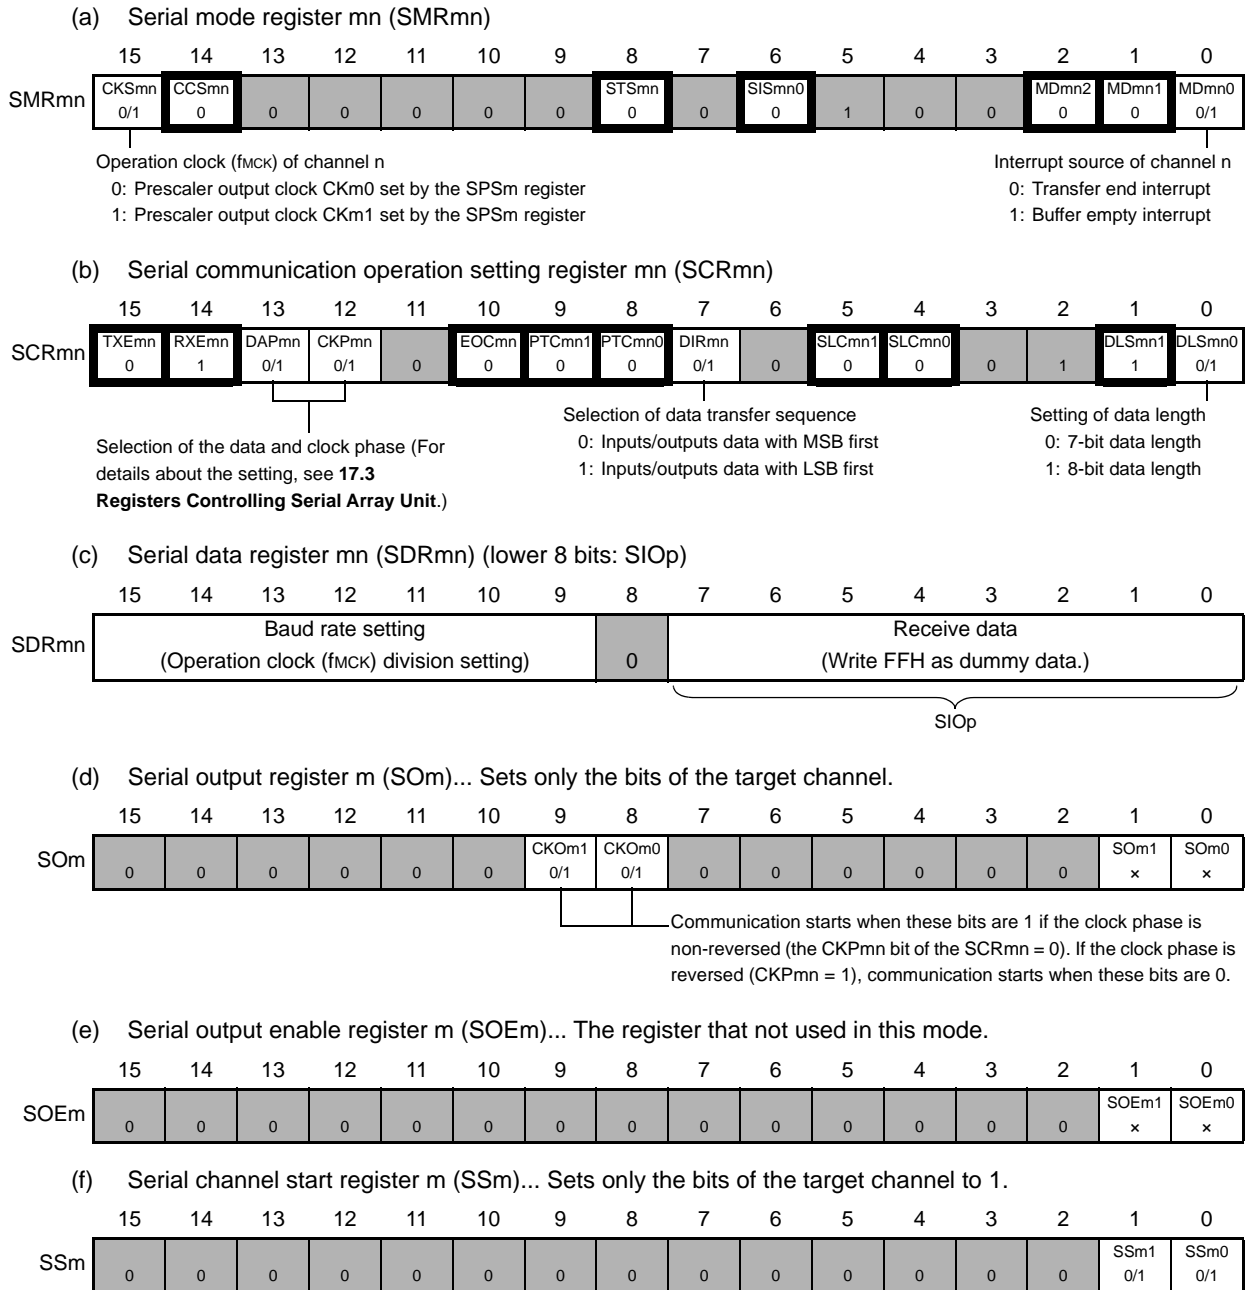 (a) Serial mode register mn (SMRmn)
15 14 13 12 11 10 9 8 7 6 5 4 3 2 1 0
SMRmn CKSmn CCSmn STSmn SISmn0 MDmn2 MDmn1 MDmn0
0/1 0 0 0 0 0 0 0 0 0 1 0 0 0 0 0/1
Operation clock (fMCK) of channel n
0: Prescaler output clock CKm0 set by the SPSm register
1: Prescaler output clock CKm1 set by the SPSm register
Interrupt source of channel n
0: Transfer end interrupt
1: Buffer empty interrupt
(b) Serial communication operation setting register mn (SCRmn)
15 14 13 12 11 10 9 8 7 6 5 4 3 2 1 0
SCRmn TXEmn RXEmn DAPmn CKPmn EOCmn PTCmn1 PTCmn0 DIRmn SLCmn1 SLCmn0 DLSmn1 DLSmn0
0 1 0/1 0/1 0 0 0 0 0/1 0 0 0 0 1 1 0/1
Selection of the data and clock phase (For
details about the setting, see 17.3
Registers Controlling Serial Array Unit.)
Selection of data transfer sequence
0: Inputs/outputs data with MSB first
1: Inputs/outputs data with LSB first
Setting of data length
0: 7-bit data length
1: 8-bit data length
(c) Serial data register mn (SDRmn) (lower 8 bits: SIOp)
15 14 13 12 11 10 9 8 7 6 5 4 3 2 1 0
SDRmn
Baud rate setting
(Operation clock (fMCK) division setting)
0
Receive data
(Write FFH as dummy data.)
SIOp
(d) Serial output register m (SOm)... Sets only the bits of the target channel.
15 14 13 12 11 10 9 8 7 6 5 4 3 2 1 0
SOm CKOm1 CKOm0 SOm1 SOm0
0 0 0 0 0 0 0/1 0/1 0 0 0 0 0 0 × ×
Communication starts when these bits are 1 if the clock phase is
non-reversed (the CKPmn bit of the SCRmn = 0). If the clock phase is
reversed (CKPmn = 1), communication starts when these bits are 0.
(e) Serial output enable register m (SOEm)... The register that not used in this mode.
15 14 13 12 11 10 9 8 7 6 5 4 3 2 1 0
SOEm SOEm1 SOEm0
0 0 0 0 0 0 0 0 0 0 0 0 0 0 × ×
(f) Serial channel start register m (SSm)... Sets only the bits of the target channel to 1.
15 14 13 12 11 10 9 8 7 6 5 4 3 2 1 0
SSm SSm1 SSm0
0 0 0 0 0 0 0 0 0 0 0 0 0 0 0/1 0/1